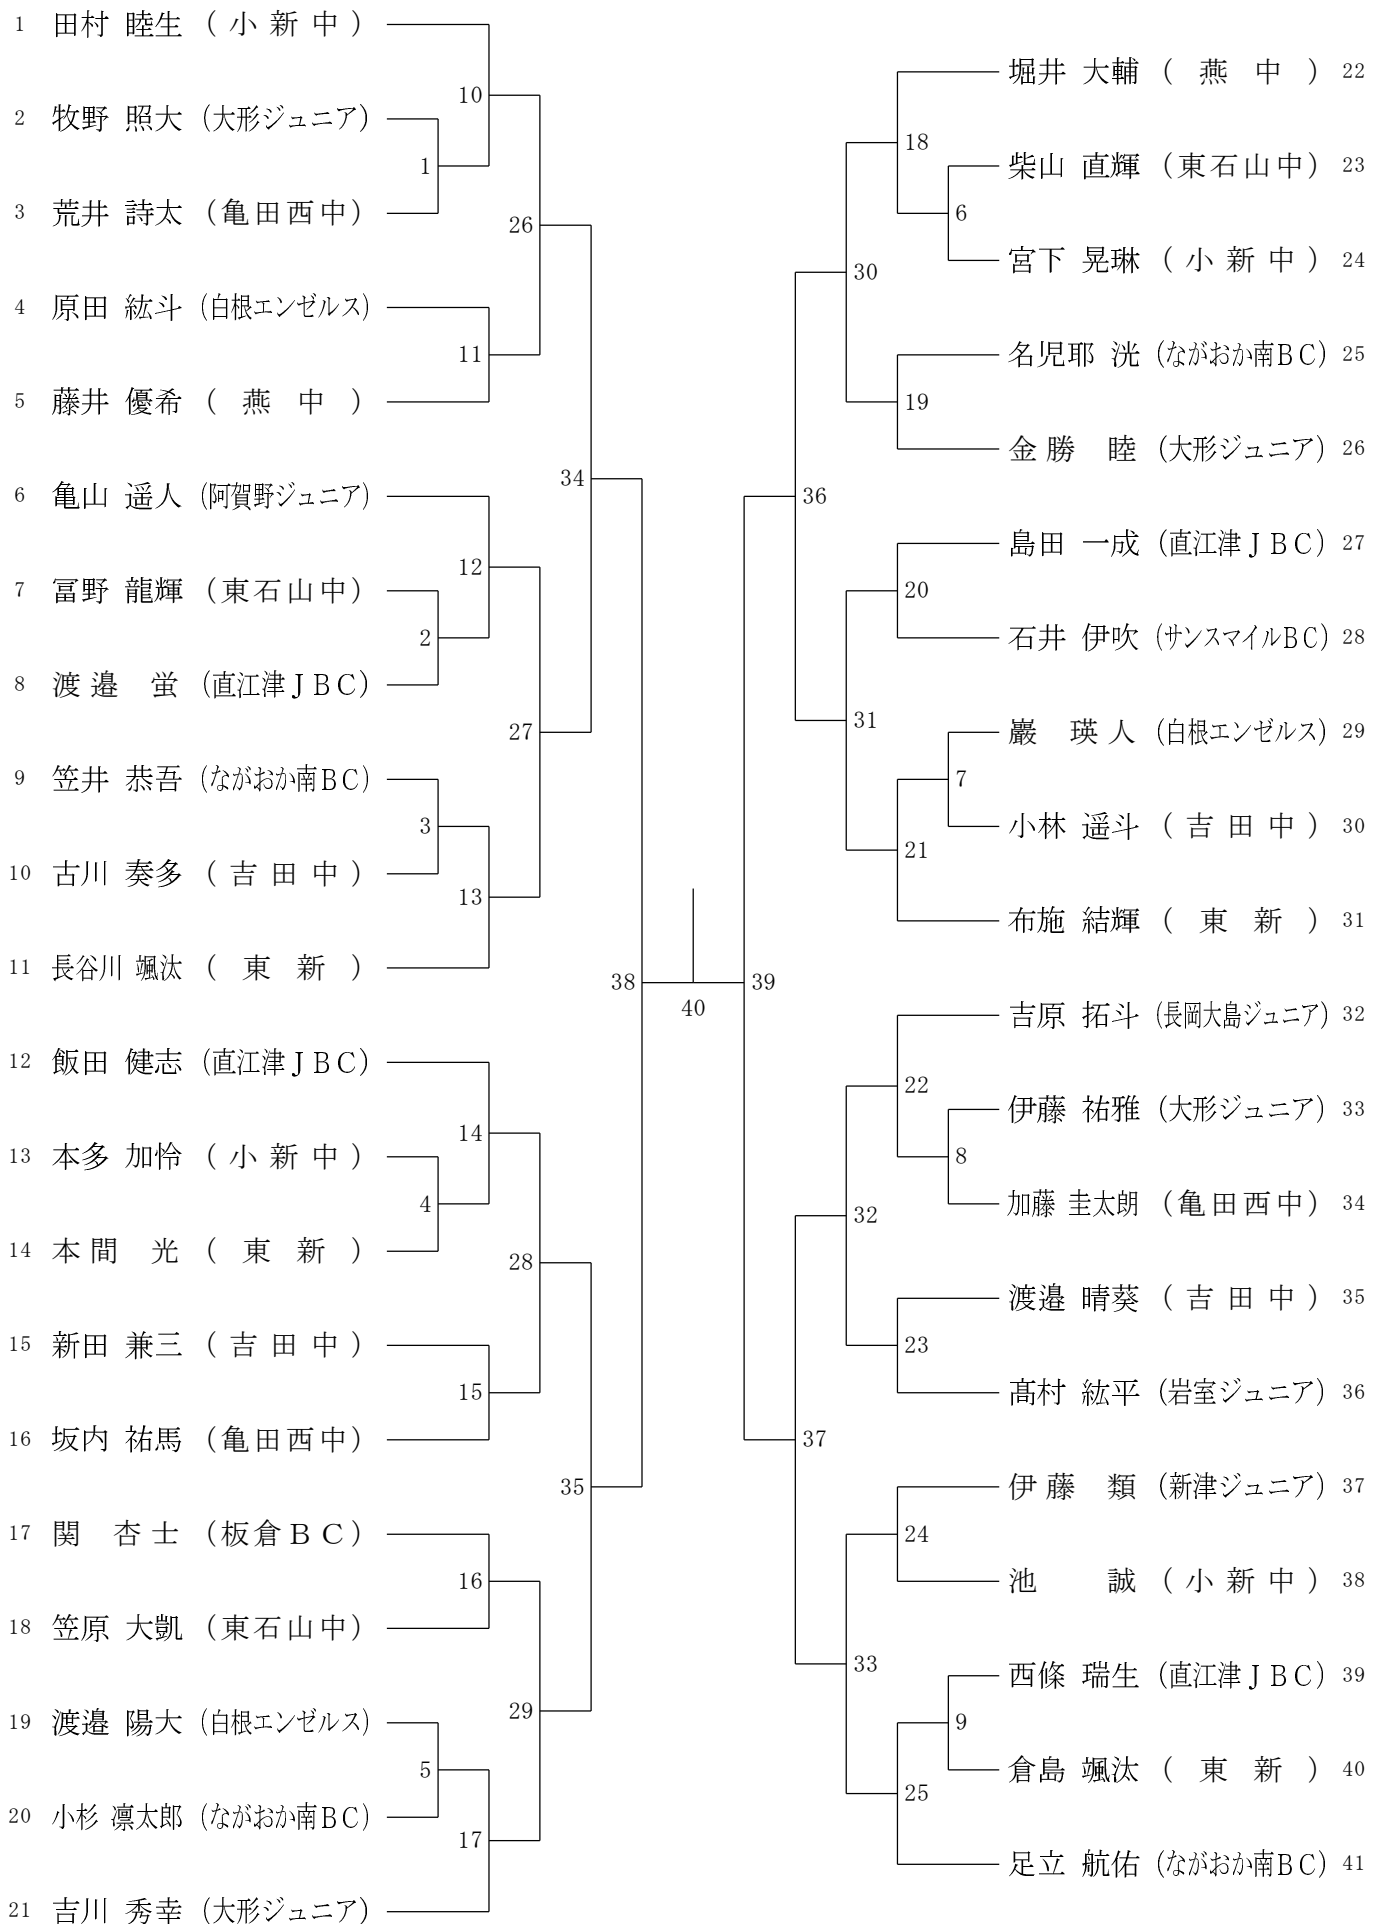 1 田村 睦生 ( 小 新 中 )
2 牧野 照大 (大形ジュニア)
3 荒井 詩太 (亀田西中)
4 原田 紘斗 (白根エンゼルス)
5 藤井 優希 ( 燕 中 )
6 亀山 遥人 (阿賀野ジュニア)
7 冨野 龍輝 (東石山中)
8 渡邉 蛍 (直江津ＪＢＣ)
9 笠井 恭吾 (ながおか南BC)
10 古川 奏多 ( 吉 田 中 )
11 長谷川 颯汰 ( 東 新 )
12 飯田 健志 (直江津ＪＢＣ)
13 本多 加怜 ( 小 新 中 )
14 本間 光 ( 東 新 )
15 新田 兼三 ( 吉 田 中 )
16 坂内 祐馬 (亀田西中)
17 関 杏士 (板倉ＢＣ)
18 笠原 大凱 (東石山中)
19 渡邉 陽大 (白根エンゼルス)
20 小杉 凛太郎 (ながおか南BC)
21 吉川 秀幸 (大形ジュニア)
10
1
26
11
34
12
2
27
3
13
38
14
4
28
15
35
16
29
5
17
40
39
18
6
30
19
36
20
31
7
21
22
8
32
23
37
24
33
9
25
堀井 大輔 ( 燕 中 ) 22
柴山 直輝 (東石山中) 23
宮下 晃琳 ( 小 新 中 ) 24
名児耶 洸 (ながおか南BC) 25
金勝 睦 (大形ジュニア) 26
島田 一成 (直江津ＪＢＣ) 27
石井 伊吹 (サンスマイルBC) 28
巌 瑛人 (白根エンゼルス) 29
小林 遥斗 ( 吉 田 中 ) 30
布施 結輝 ( 東 新 ) 31
吉原 拓斗 (長岡大島ジュニア) 32
伊藤 祐雅 (大形ジュニア) 33
加藤 圭太朗 (亀田西中) 34
渡邉 晴葵 ( 吉 田 中 ) 35
髙村 紘平 (岩室ジュニア) 36
伊藤 類 (新津ジュニア) 37
池 誠 ( 小 新 中 ) 38
西條 瑞生 (直江津ＪＢＣ) 39
倉島 颯汰 ( 東 新 ) 40
足立 航佑 (ながおか南BC) 41